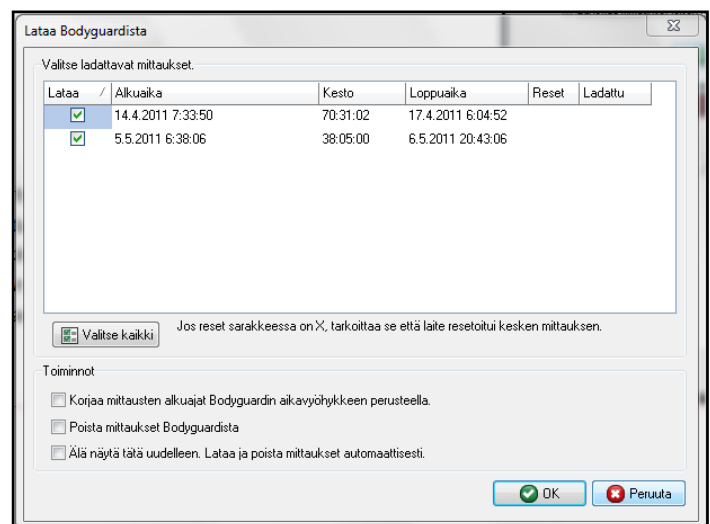 Lataa Bodyguardista
Valitse ladattavat mittaukset.
Lataa / Alkuaika Kesto Loppuaika Reset Ladattu
14.4.2011 7:33:50 70:31:02 17.4.2011 6:04:52
5.5.2011 6:38:06 38:05:00 6.5.2011 20:43:06
Valitse kaikki Jos reset sarakkeessa on X, tarkoittaa se että laite resetoitui kesken mittauksen.
Toiminnot
Korjaa mittausten alkuajat Bodyguardin aikavyöhykkeen perusteella.
Poista mittaukset Bodyguardista
Älä näytä tätä uudelleen. Lataa ja poista mittaukset automaattisesti.
OK Peruuta